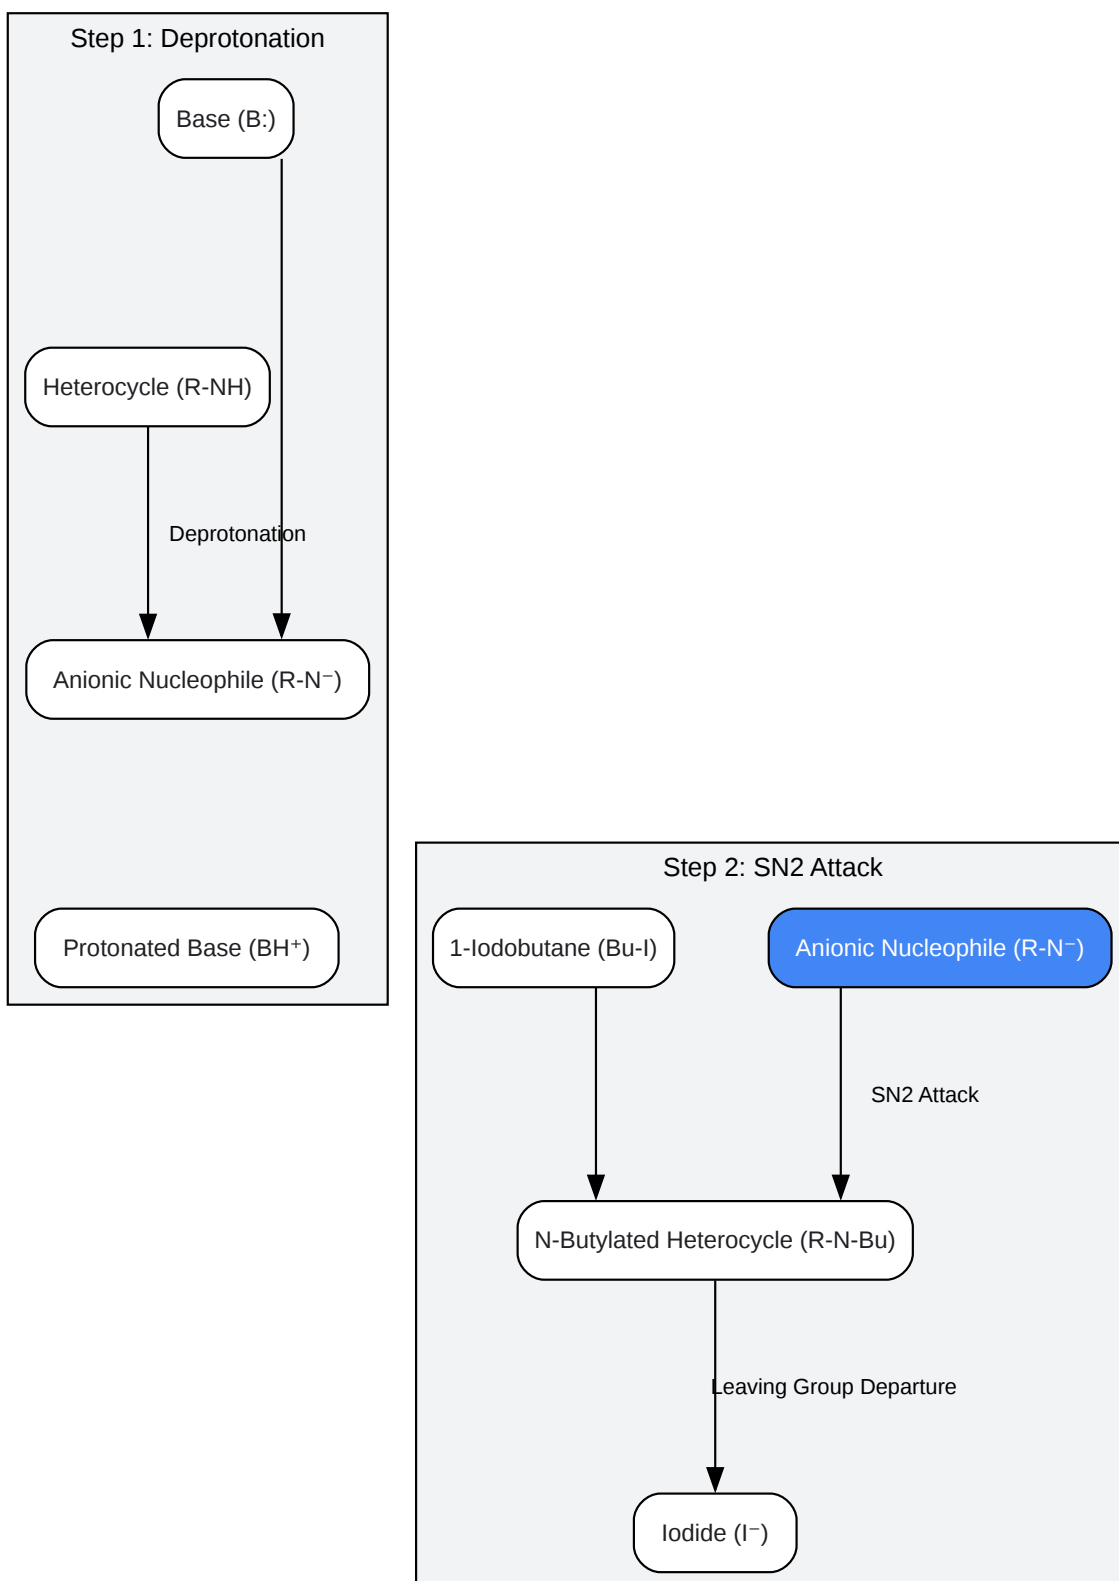 Step 1: Deprotonation
Base (B:)
Heterocycle (R-NH)
Deprotonation
Anionic Nucleophile (R-N⁻)
Protonated Base (BH⁺)
Step 2: SN2 Attack
1-Iodobutane (Bu-I)
Anionic Nucleophile (R-N⁻)
SN2 Attack
N-Butylated Heterocycle (R-N-Bu)
Leaving Group Departure
Iodide (I⁻)